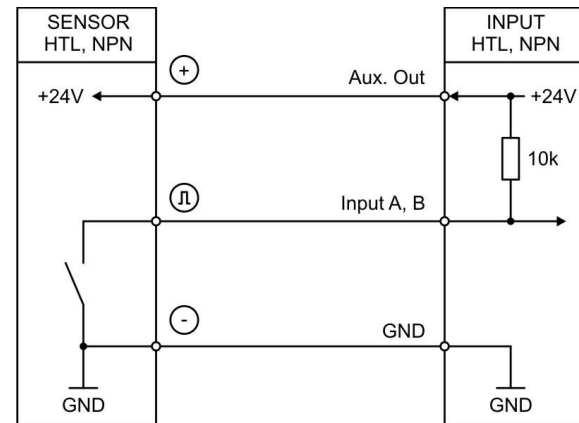 SENSOR
HTL, NPN
INPUT
HTL, NPN
+
Aux. Out
+24V
+24V
10k
Input A, B
-
GND
GND
GND